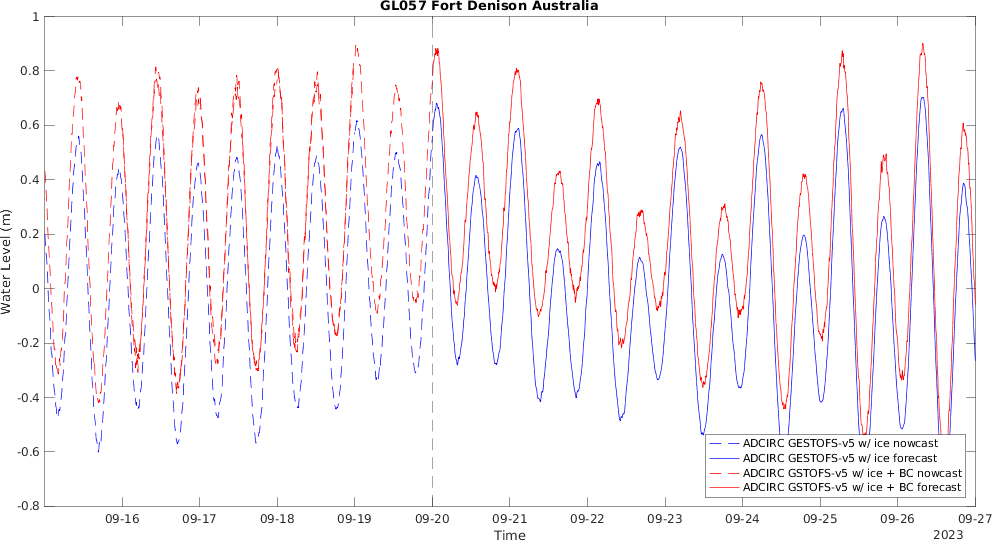 GL057 Fort Denison Australia
1
0.8
0.6
0.4
0.2
0
-0.2
-0.4
-0.6
-0.8
Water Level (m)
ADCIRC GESTOFS-v5 w/ ice nowcast
ADCIRC GESTOFS-v5 w/ ice forecast
ADCIRC GSTOFS-v5 w/ ice + BC nowcast
ADCIRC GSTOFS-v5 w/ ice + BC forecast
09-16 09-17 09-18 09-19 09-20 09-21 09-22 09-23 09-24 09-25 09-26 09-27
Time
2023